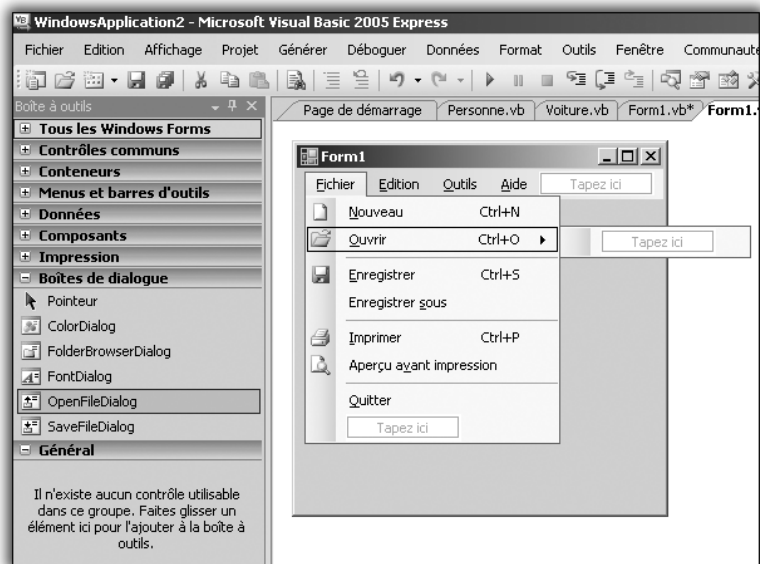 WindowsApplication2 - Microsoft Visual Basic 2005 Express
Fichier Edition Affichage Projet Générer Déboguer Données Format Outils Fenêtre Communauté
Boîte à outils
Page de démarrage Personne.vb Voiture.vb Form1.vb* Form1.
Tous les Windows Forms
Contrôles communs
Conteneurs
Menus et barres d'outils
Données
Composants
Impression
Boîtes de dialogue
Pointeur
ColorDialog
FolderBrowserDialog
FontDialog
OpenFileDialog
SaveFileDialog
Général
Il n'existe aucun contrôle utilisable
dans ce groupe. Faites glisser un
élément ici pour l'ajouter à la boîte à
outils.
Form1
Fichier Edition Outils Aide Tapez ici
Nouveau Ctrl+N
Ouvrir Ctrl+O Tapez ici
Enregistrer Ctrl+S
Enregistrer sous
Imprimer Ctrl+P
Aperçu avant impression
Quitter
Tapez ici